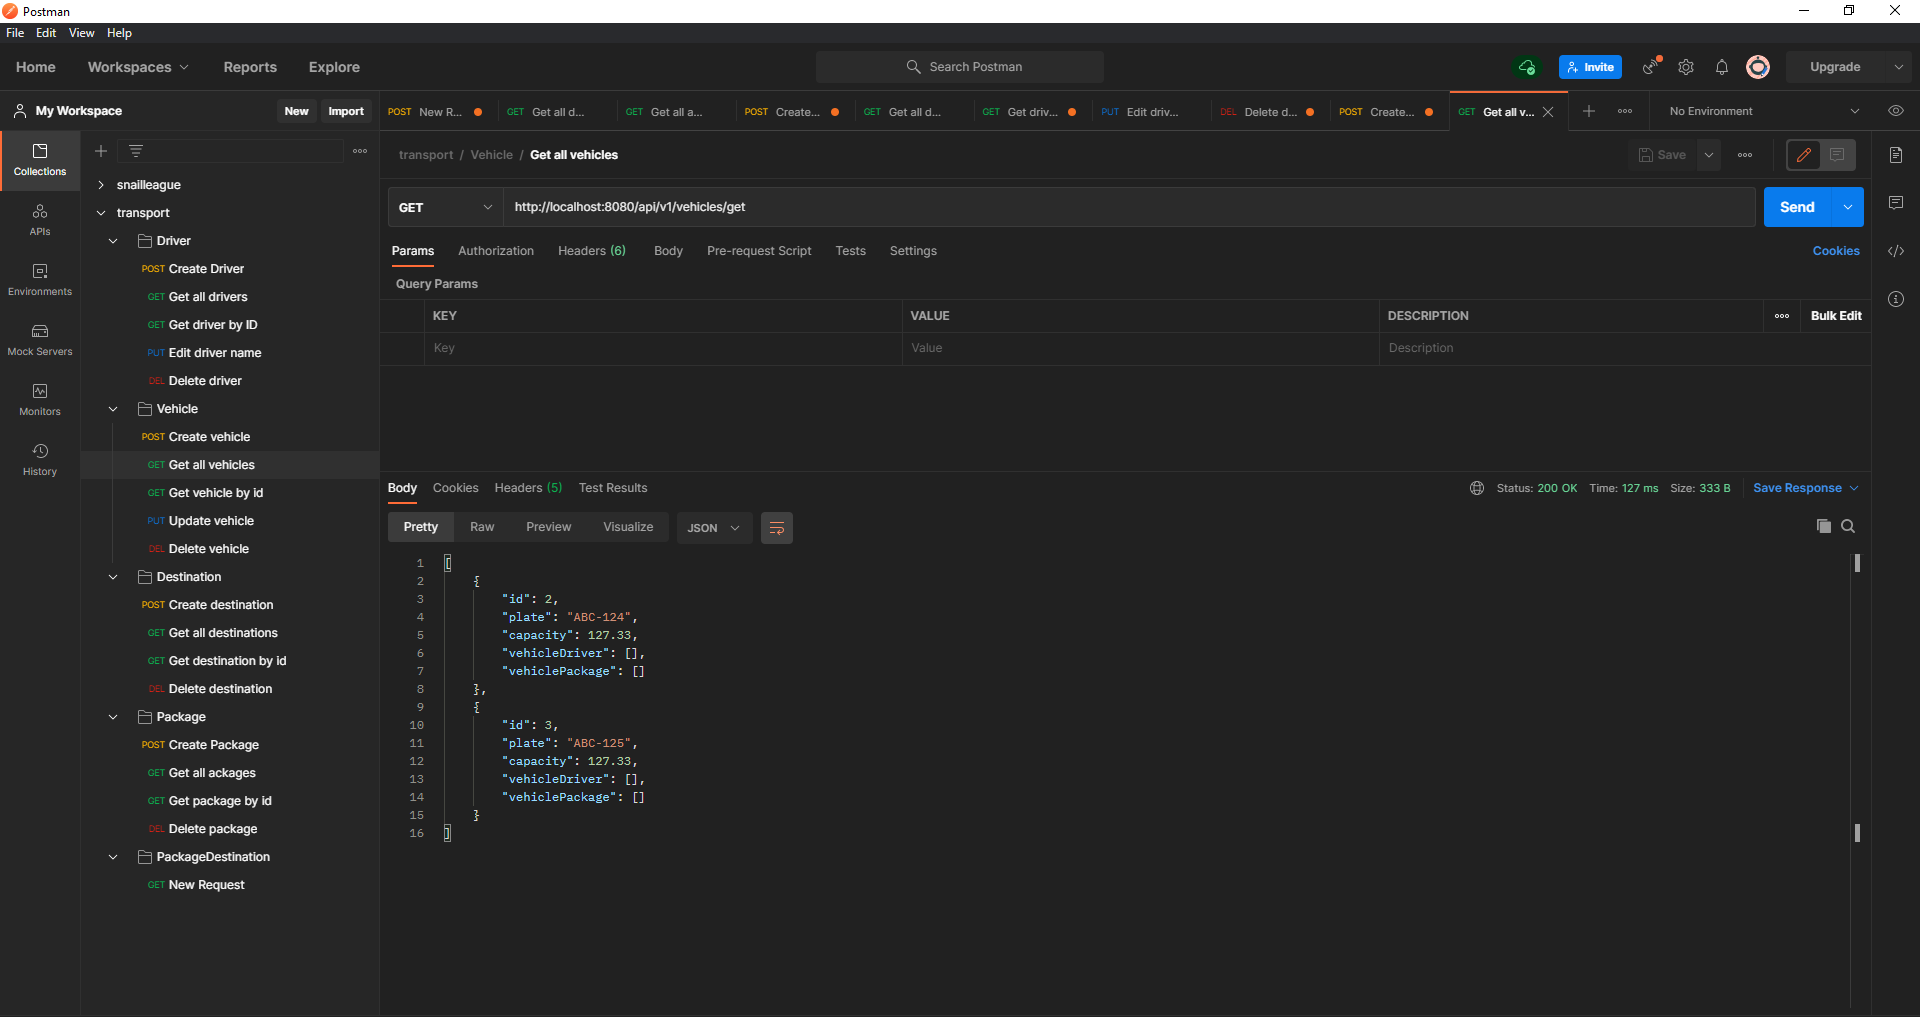 Postman
File Edit View Help
Home Workspaces Reports Explore Search Postman Invite Upgrade
My Workspace New Import
POST New R... GET Get all d... GET Get all a... POST Create... GET Get all d... GET Get driv... PUT Edit driv... DEL Delete d... POST Create... GET Get all v... No Environment
Collections
APIs
Environments
Mock Servers
Monitors
History
snailleague
transport
Driver
POST Create Driver
GET Get all drivers
GET Get driver by ID
PUT Edit driver name
DEL Delete driver
Vehicle
POST Create vehicle
GET Get all vehicles
GET Get vehicle by id
PUT Update vehicle
DEL Delete vehicle
Destination
POST Create destination
GET Get all destinations
GET Get destination by id
DEL Delete destination
Package
POST Create Package
GET Get all ackages
GET Get package by id
DEL Delete package
PackageDestination
GET New Request
transport / Vehicle / Get all vehicles Save
GET http://localhost:8080/api/v1/vehicles/get Send
Params Authorization Headers (6) Body Pre-request Script Tests Settings Cookies
Query Params
KEY VALUE DESCRIPTION Bulk Edit
Key Value Description
Body Cookies Headers (5) Test Results Status: 200 OK Time: 127 ms Size: 333 B Save Response
Pretty Raw Preview Visualize JSON
1 [
2 {
3 "id": 2,
4 "plate": "ABC-124",
5 "capacity": 127.33,
6 "vehicleDriver": [],
7 "vehiclePackage": []
8 },
9 {
10 "id": 3,
11 "plate": "ABC-125",
12 "capacity": 127.33,
13 "vehicleDriver": [],
14 "vehiclePackage": []
15 }
16 ]